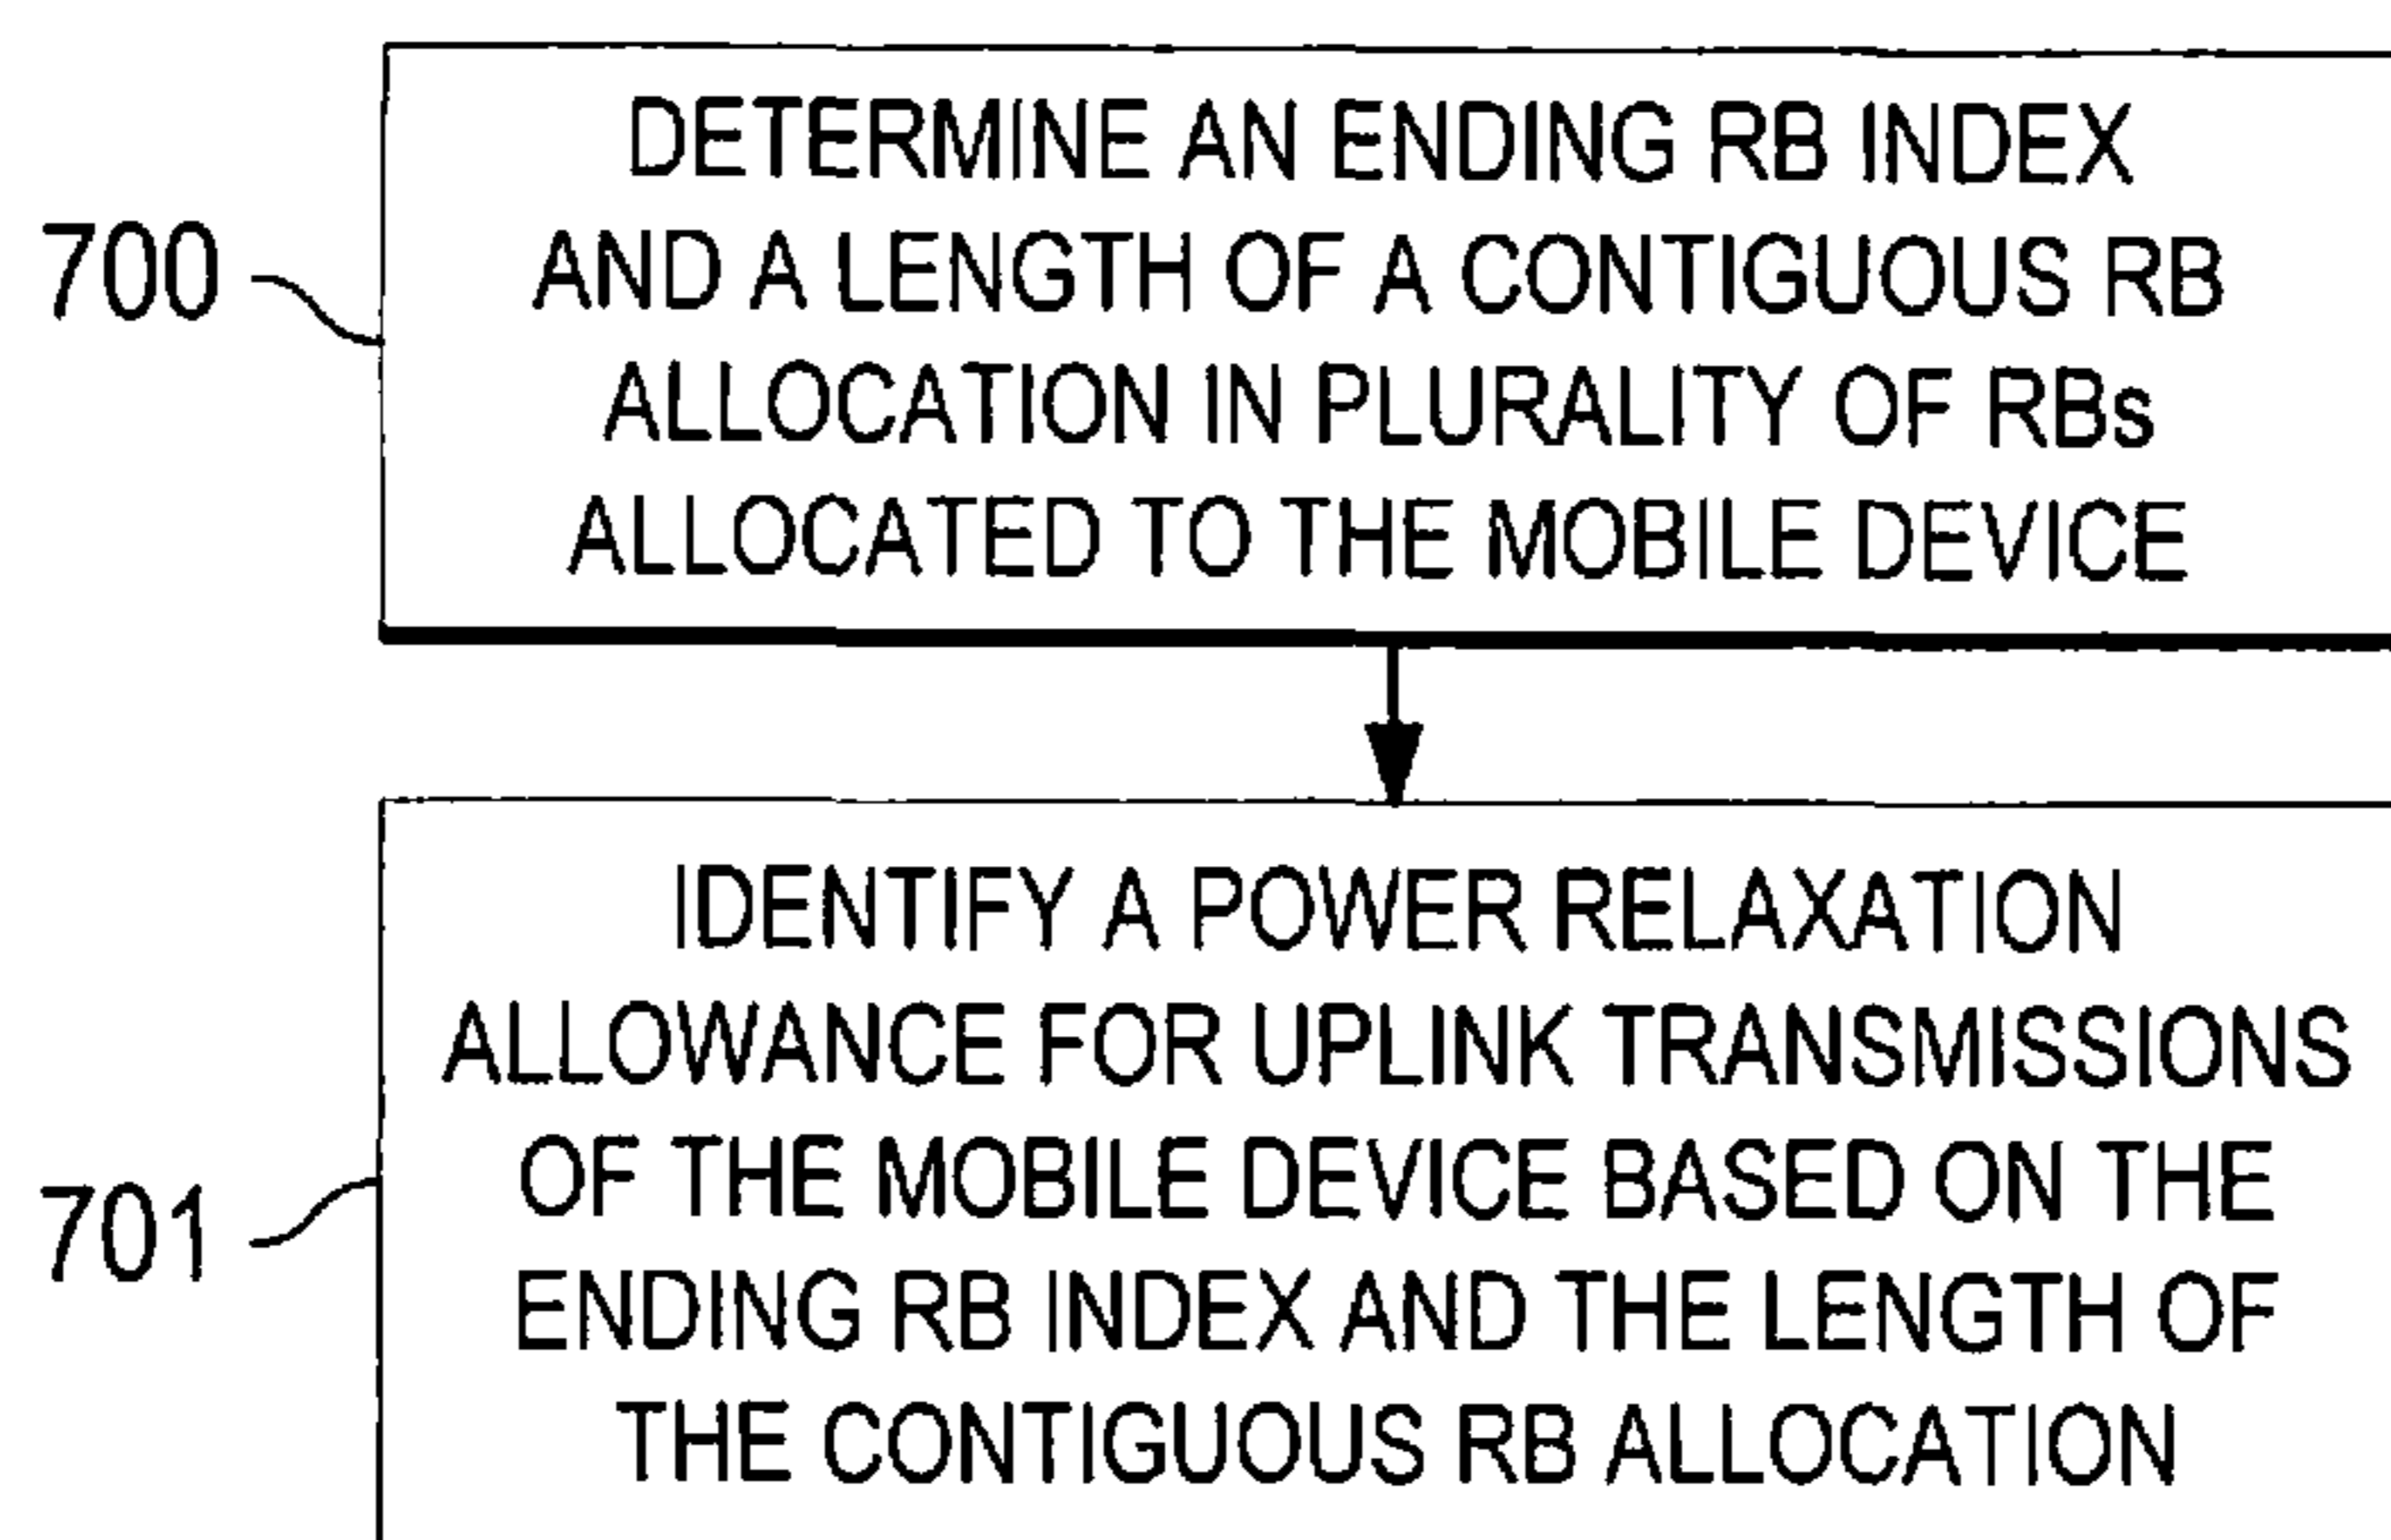 700
DETERMINE AN ENDING RB INDEX
AND A LENGTH OF A CONTIGUOUS RB
ALLOCATION IN PLURALITY OF RBs
ALLOCATED TO THE MOBILE DEVICE
701
IDENTIFY A POWER RELAXATION
ALLOWANCE FOR UPLINK TRANSMISSIONS
OF THE MOBILE DEVICE BASED ON THE
ENDING RB INDEX AND THE LENGTH OF
THE CONTIGUOUS RB ALLOCATION